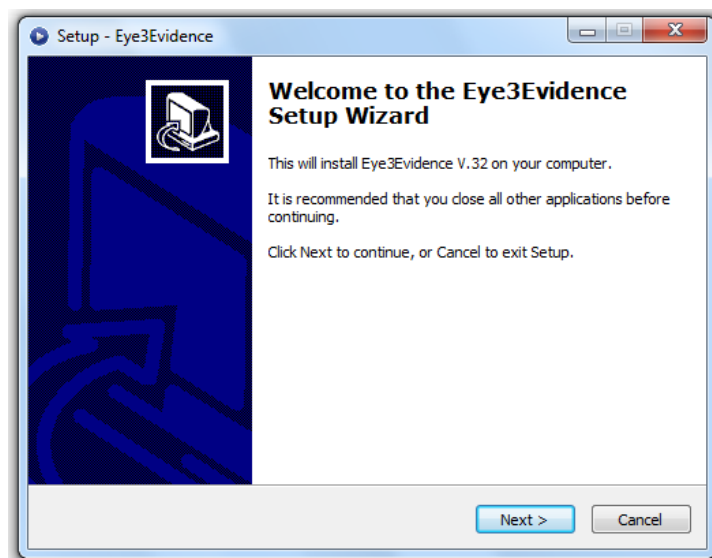 Setup - Eye3Evidence
Welcome to the Eye3Evidence
Setup Wizard
This will install Eye3Evidence V.32 on your computer.
It is recommended that you close all other applications before
continuing.
Click Next to continue, or Cancel to exit Setup.
Next >
Cancel